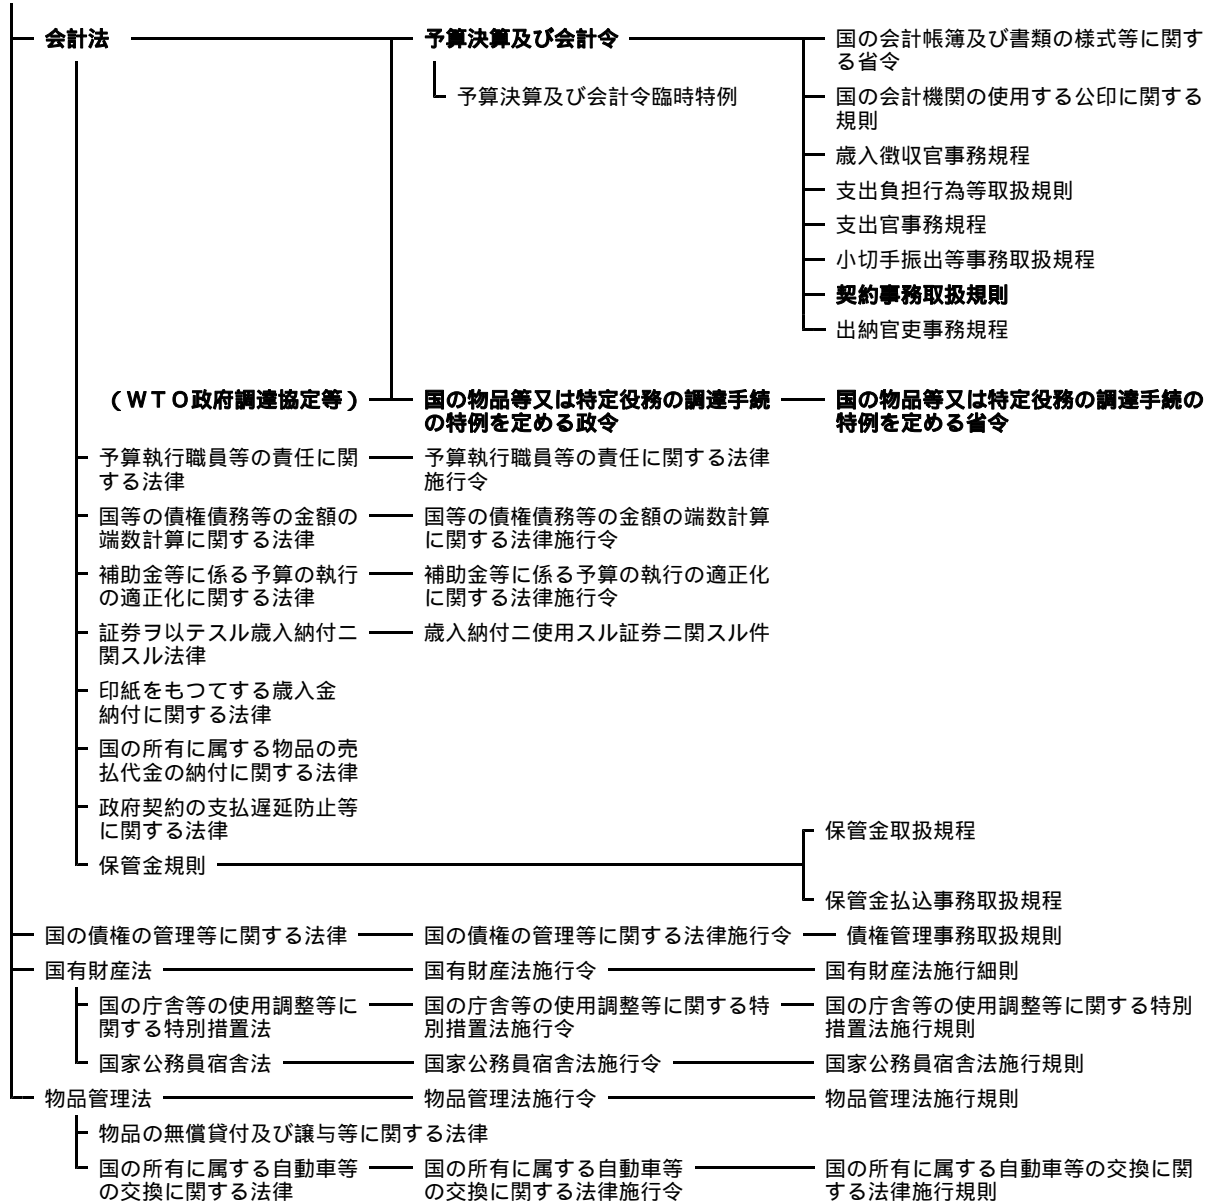 会計法
予算決算及び会計令
国の会計帳簿及び書類の様式等に関す
る省令
予算決算及び会計令臨時特例
国の会計機関の使用する公印に関する
規則
歳入徴収官事務規程
支出負担行為等取扱規則
支出官事務規程
小切手振出等事務取扱規程
契約事務取扱規則
出納官吏事務規程
(WTO政府調達協定等)
国の物品等又は特定役務の調達手続
の特例を定める政令
国の物品等又は特定役務の調達手続の
特例を定める省令
予算執行職員等の責任に関
する法律
予算執行職員等の責任に関する法律
施行令
国等の債権債務等の金額の
端数計算に関する法律
国等の債権債務等の金額の端数計算
に関する法律施行令
補助金等に係る予算の執行
の適正化に関する法律
補助金等に係る予算の執行の適正化
に関する法律施行令
証券ヲ以テスル歳入納付ニ
関スル法律
歳入納付ニ使用スル証券ニ関スル件
印紙をもつてする歳入金
納付に関する法律
国の所有に属する物品の売
払代金の納付に関する法律
政府契約の支払遅延防止等
に関する法律
保管金規則
保管金取扱規程
保管金払込事務取扱規程
国の債権の管理等に関する法律
国の債権の管理等に関する法律施行令
債権管理事務取扱規則
国有財産法
国有財産法施行令
国有財産法施行細則
国の庁舎等の使用調整等に
関する特別措置法
国の庁舎等の使用調整等に関する特
別措置法施行令
国の庁舎等の使用調整等に関する特別
措置法施行規則
国家公務員宿舎法
国家公務員宿舎法施行令
国家公務員宿舎法施行規則
物品管理法
物品管理法施行令
物品管理法施行規則
物品の無償貸付及び譲与等に関する法律
国の所有に属する自動車等
の交換に関する法律
国の所有に属する自動車等
の交換に関する法律施行令
国の所有に属する自動車等の交換に関
する法律施行規則